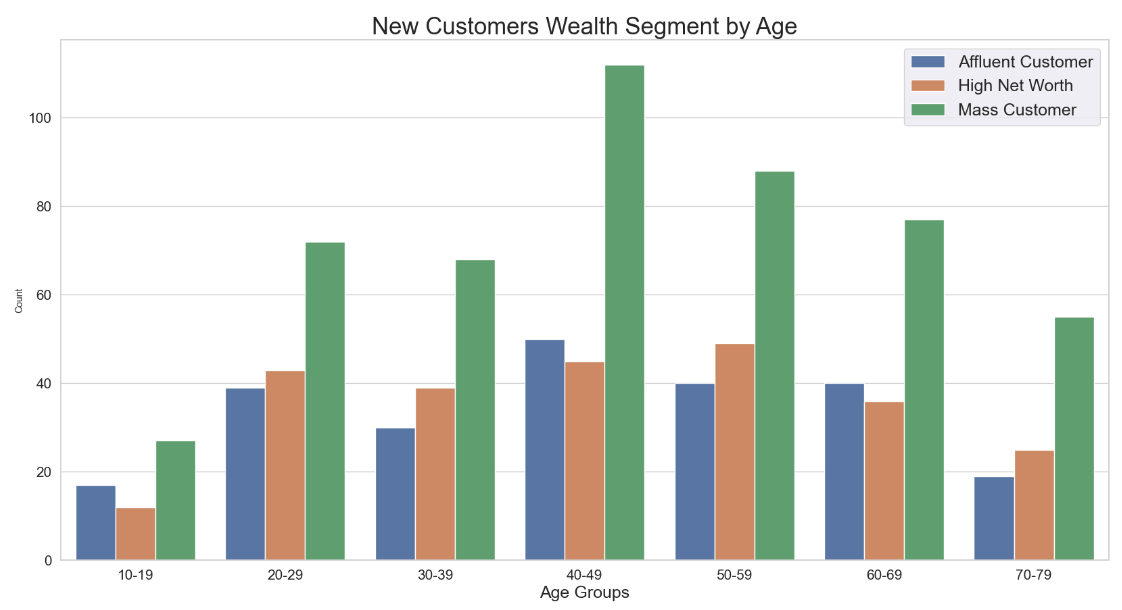 New Customers Wealth Segment by Age
Affluent Customer
High Net Worth
Mass Customer
100
80
60
40
20
0
Count
10-19 20-29 30-39 40-49 50-59 60-69 70-79
Age Groups